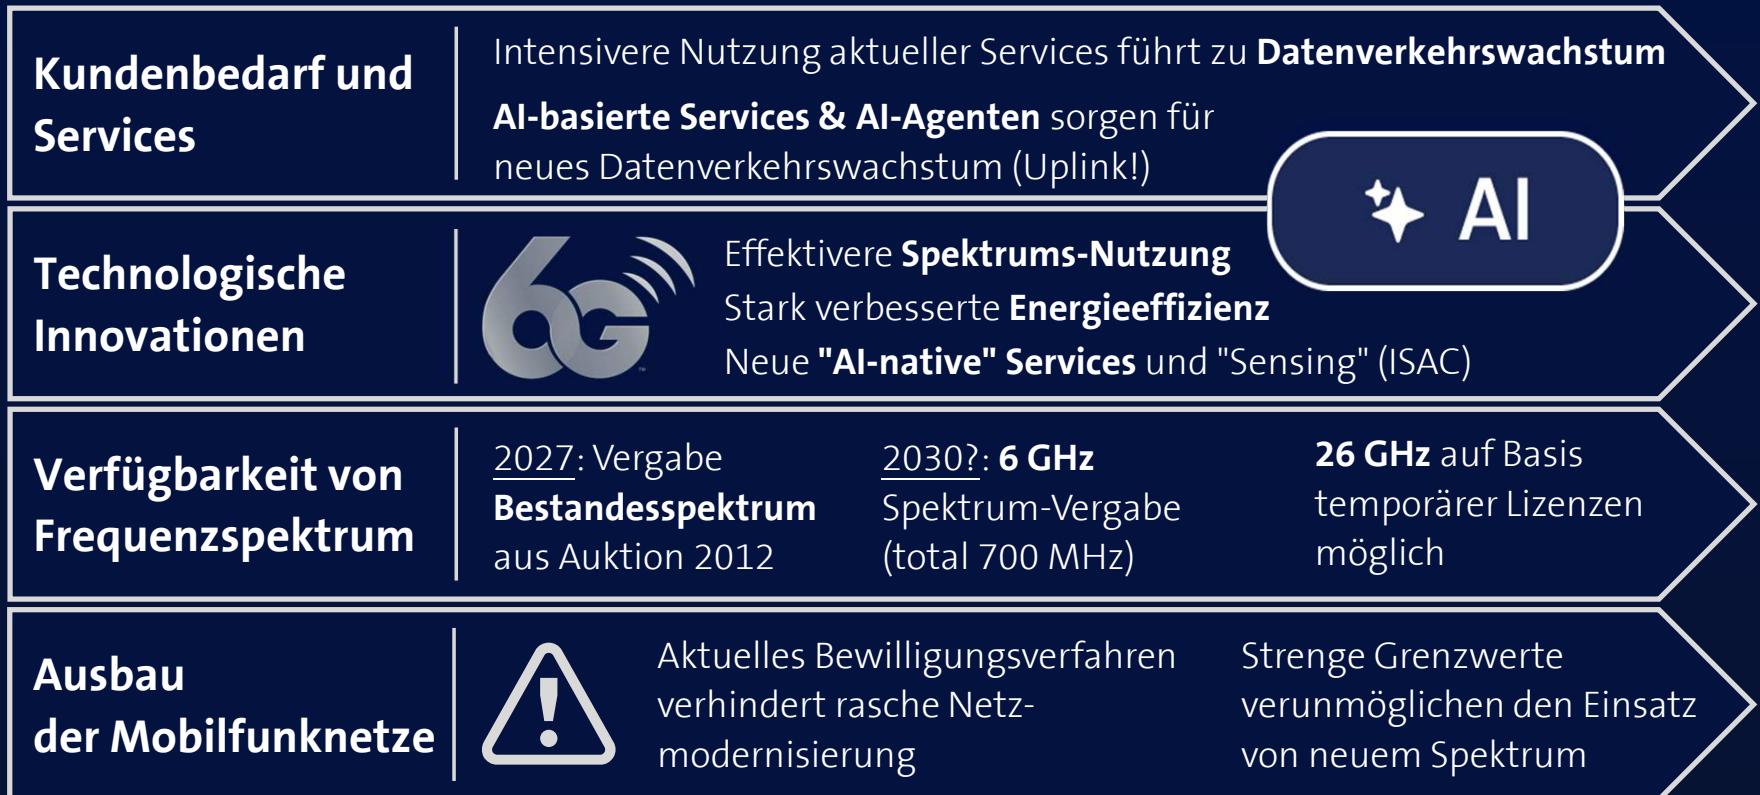 Kundenbedarf und
Services
Intensivere Nutzung aktueller Services führt zu Datenverkehrswachstum
AI-basierte Services & AI-Agenten sorgen für
neues Datenverkehrswachstum (Uplink!)
AI
Technologische
Innovationen
6G
Effektivere Spektrums-Nutzung
Stark verbesserte Energieeffizienz
Neue "AI-native" Services und "Sensing" (ISAC)
Verfügbarkeit von
Frequenzspektrum
2027: Vergabe
Bestandesspektrum
aus Auktion 2012
2030?: 6 GHz
Spektrum-Vergabe
(total 700 MHz)
26 GHz auf Basis
temporärer Lizenzen
möglich
Ausbau
der Mobilfunknetze
Aktuelles Bewilligungsverfahren
verhindert rasche Netz-
modernisierung
Strenge Grenzwerte
verunmöglichen den Einsatz
von neuem Spektrum